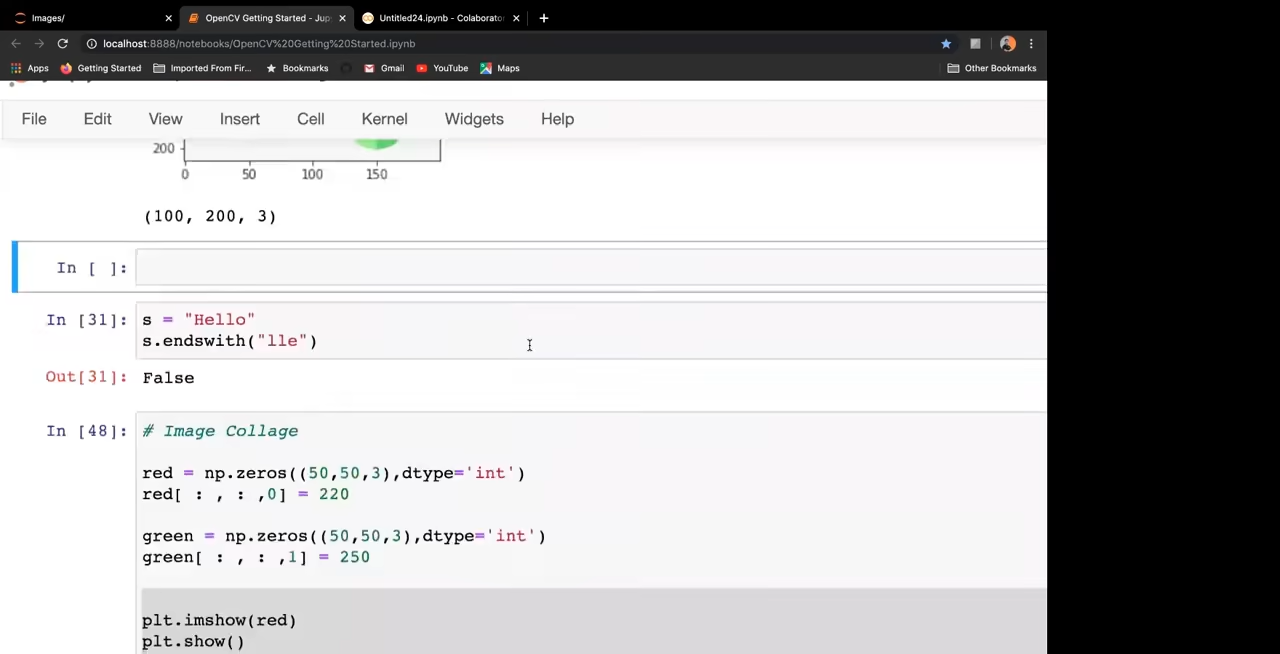 Images/
OpenCV Getting Started - Jup
Untitled24.ipynb - Colaborator
localhost:8888/notebooks/OpenCV%20Getting%20Started.ipynb
Apps
Getting Started
Imported From Fir...
Bookmarks
Gmail
YouTube
Maps
Other Bookmarks
File Edit View Insert Cell Kernel Widgets Help
200
0 50 100 150
(100, 200, 3)
In [ ]:
In [31]: s = "Hello"
s.endswith("lle")
Out[31]: False
In [48]: # Image Collage
red = np.zeros((50,50,3),dtype='int')
red[ : , : ,0] = 220
green = np.zeros((50,50,3),dtype='int')
green[ : , : ,1] = 250
plt.imshow(red)
plt.show()